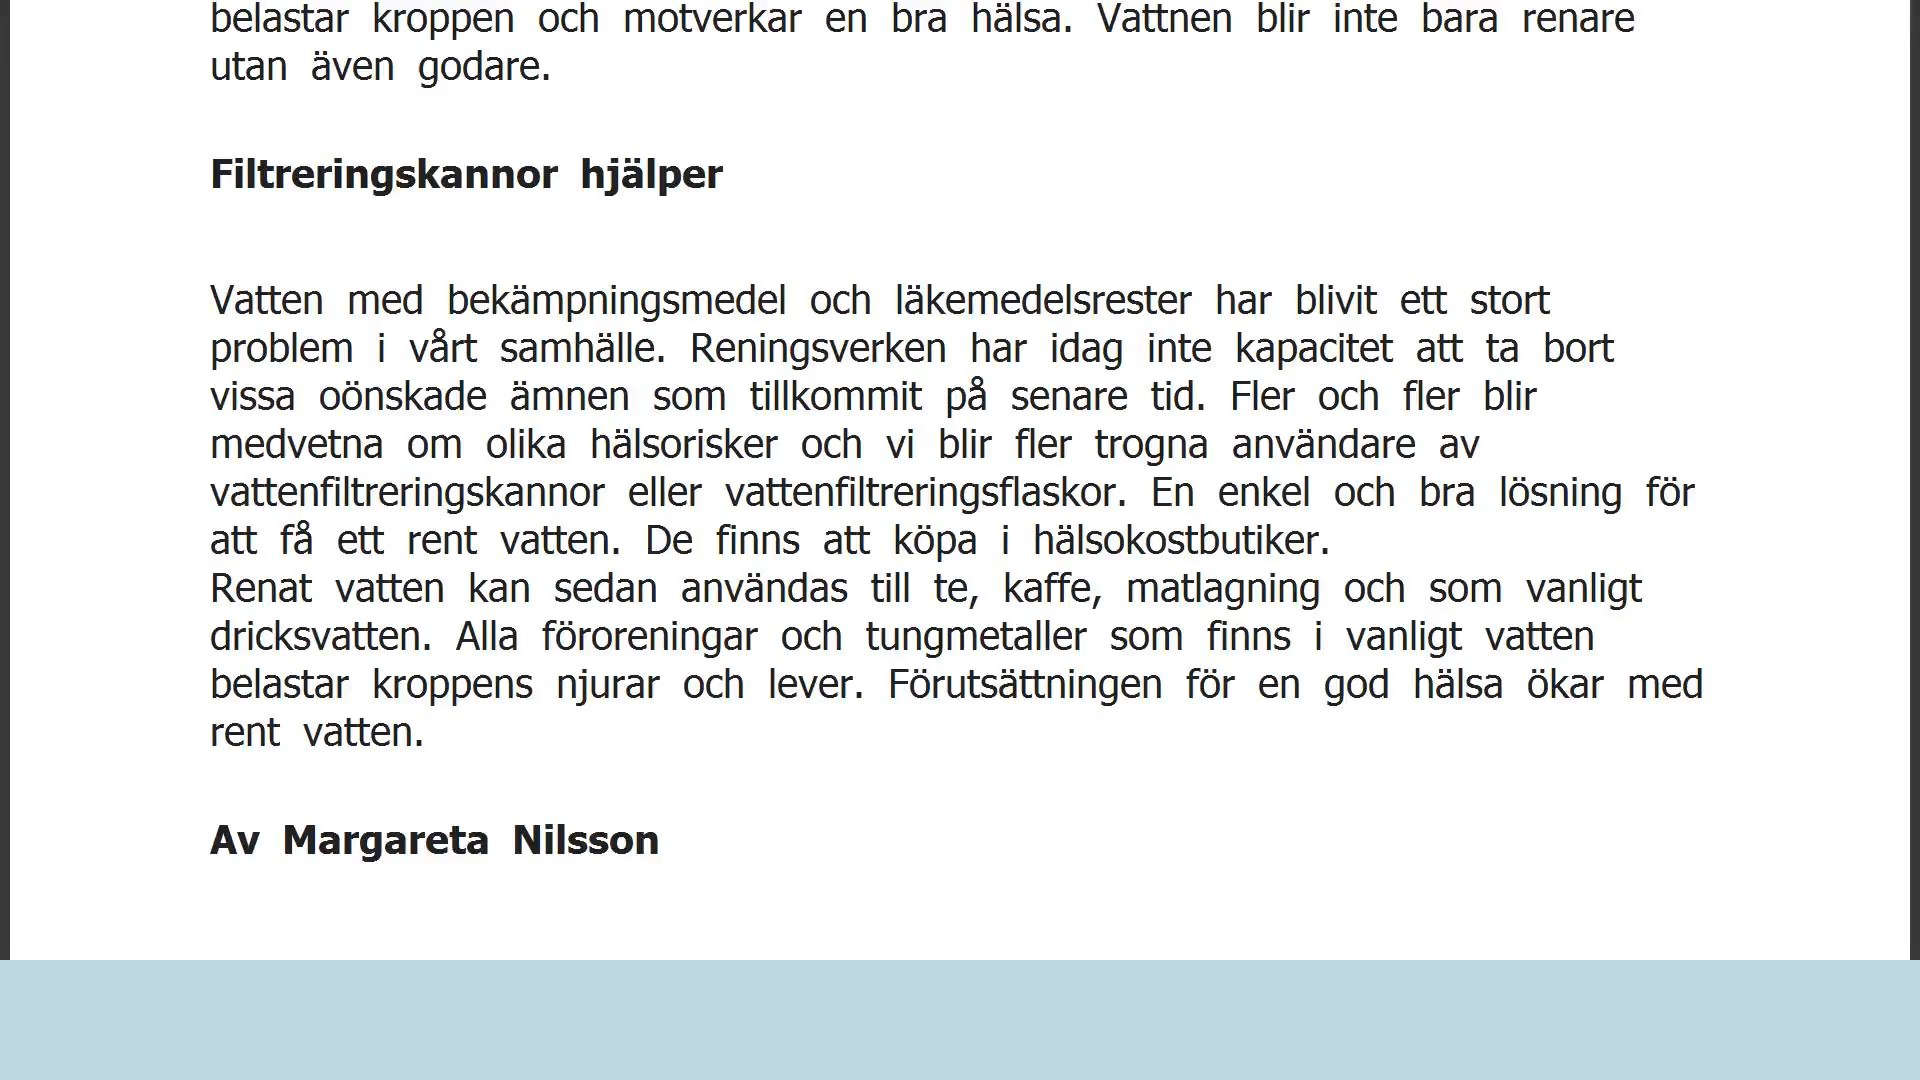 belastar kroppen och motverkar en bra hälsa. Vattnen blir inte bara renare
utan även godare.
Filtreringskannor hjälper
Vatten med bekämpningsmedel och läkemedelsrester har blivit ett stort
problem i vårt samhälle. Reningsverken har idag inte kapacitet att ta bort
vissa oönskade ämnen som tillkommit på senare tid. Fler och fler blir
medvetna om olika hälsorisker och vi blir fler trogna användare av
vattenfiltreringskannor eller vattenfiltreringsflaskor. En enkel och bra lösning för
att få ett rent vatten. De finns att köpa i hälsokostbutiker.
Renat vatten kan sedan användas till te, kaffe, matlagning och som vanligt
dricksvatten. Alla föroreningar och tungmetaller som finns i vanligt vatten
belastar kroppens njurar och lever. Förutsättningen för en god hälsa ökar med
rent vatten.
Av Margareta Nilsson